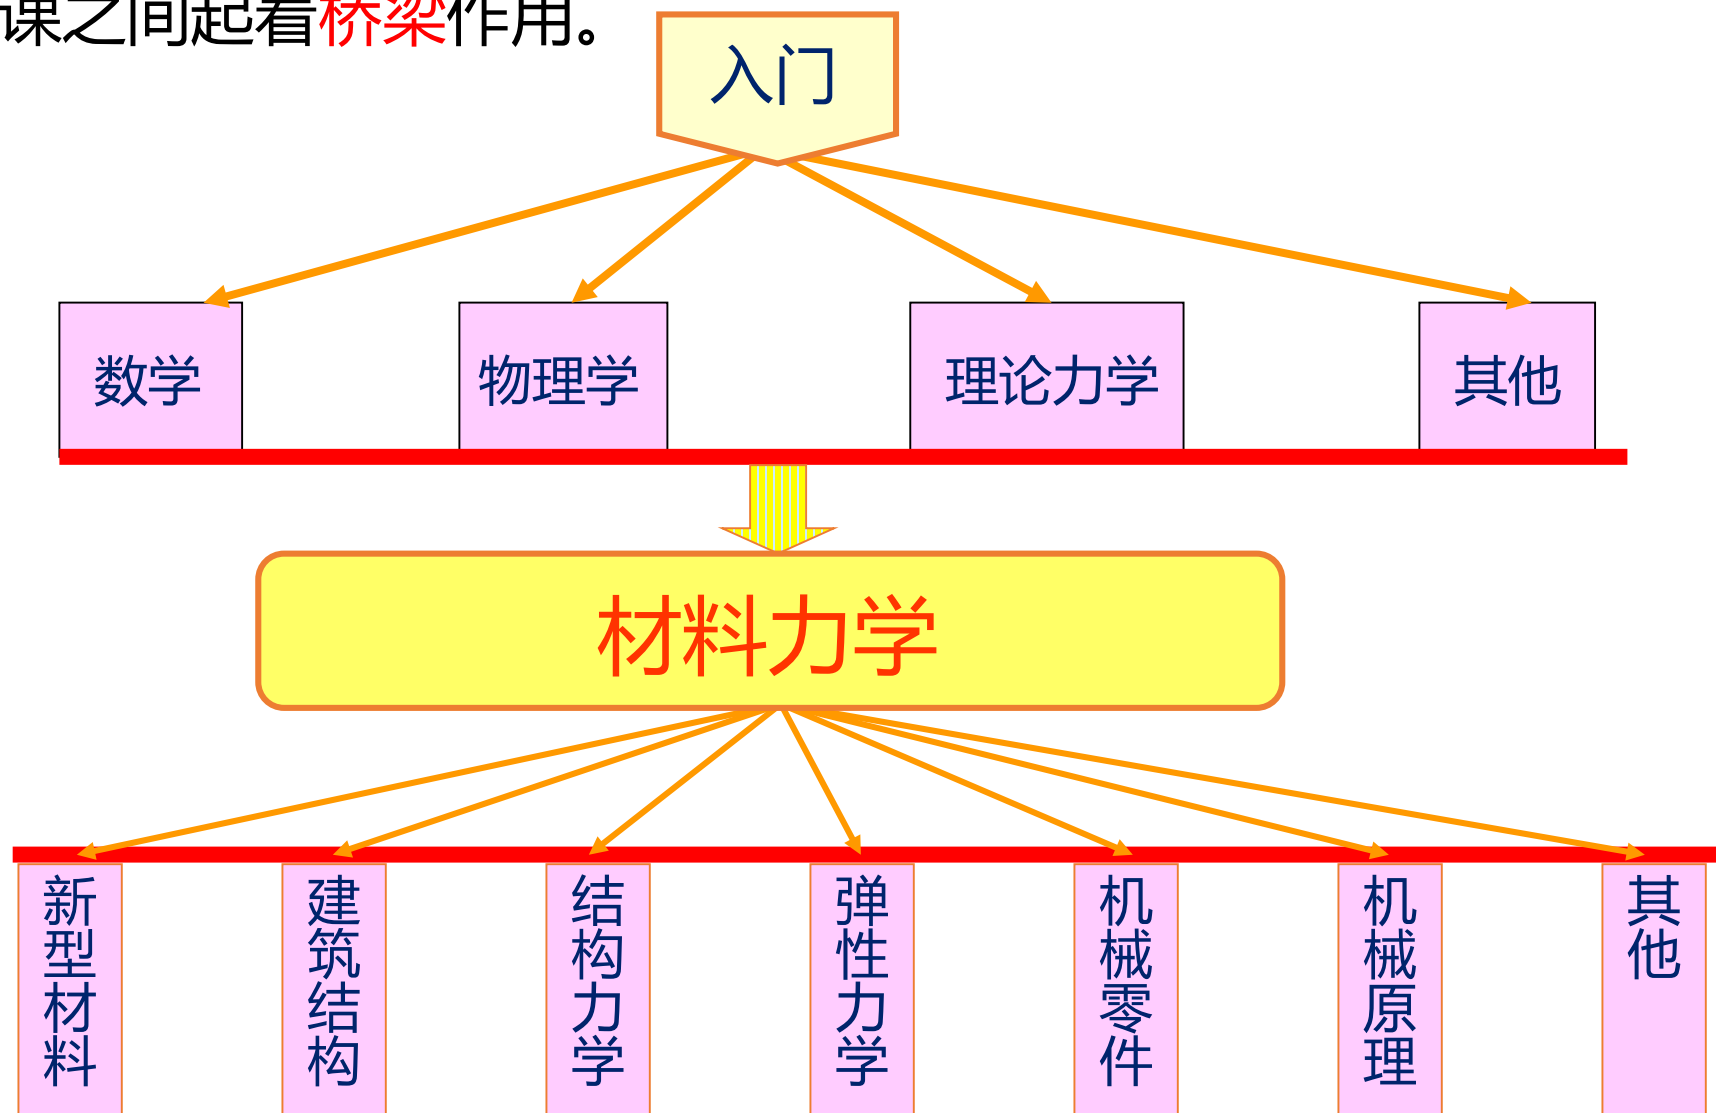 课之间起着桥梁作用。
入门
数学
物理学
理论力学
其他
材料力学
新型材料
建筑结构
结构力学
弹性力学
机械零件
机械原理
其他